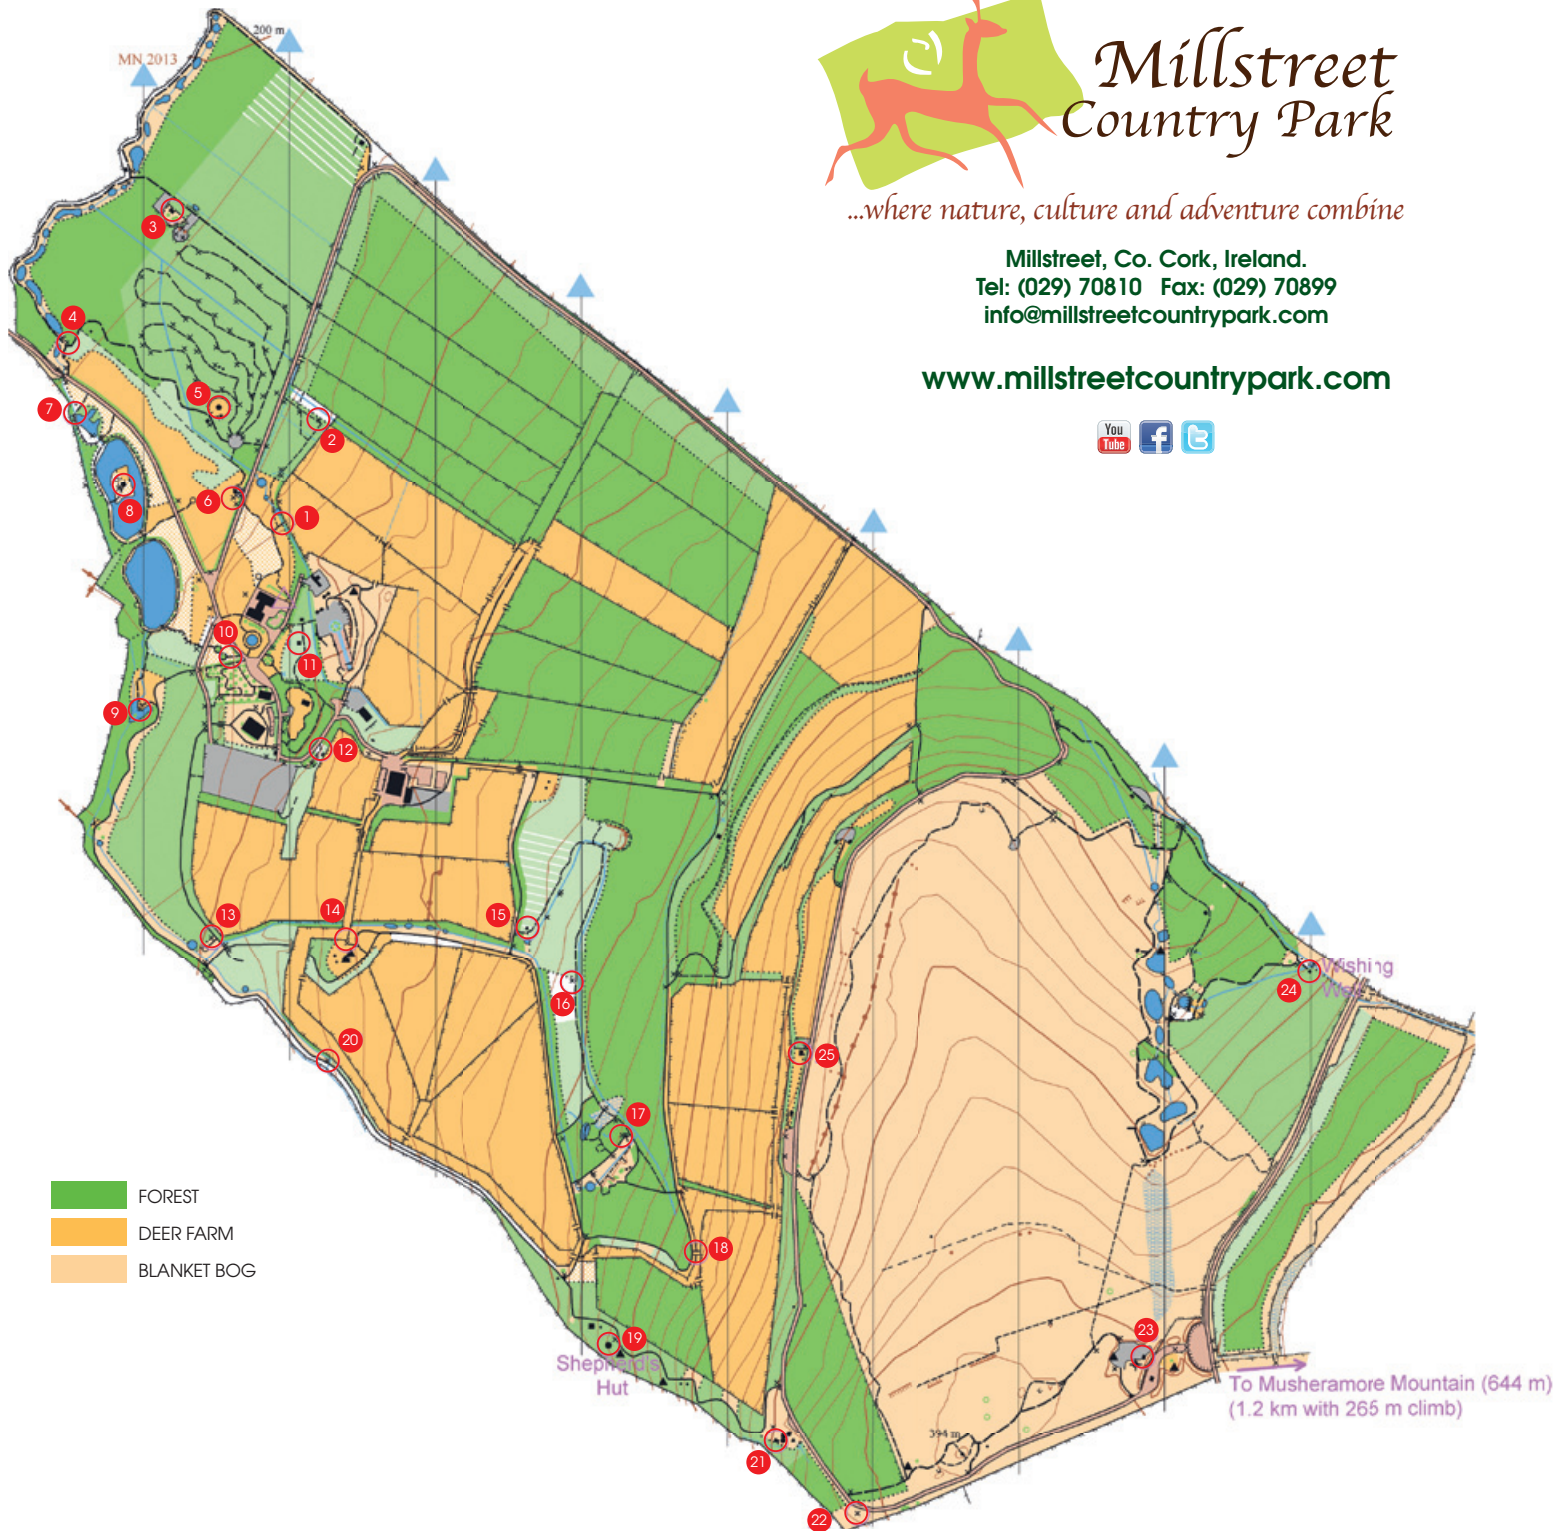 Millstreet
Country Park
...where nature, culture and adventure combine
Millstreet, Co. Cork, Ireland.
Tel: (029) 70810 Fax: (029) 70899
info@millstreetcountrypark.com
www.millstreetcountrypark.com
You
Tube
f
t
MN 2013
200 m
3
4
5
7
2
8
6
1
10
11
9
12
13
14
15
16
24
Wishing
20
25
17
18
19
Shepherd's
Hut
23
To Musheramore Mountain (644 m)
(1.2 km with 265 m climb)
394 m
21
22
FOREST
DEER FARM
BLANKET BOG